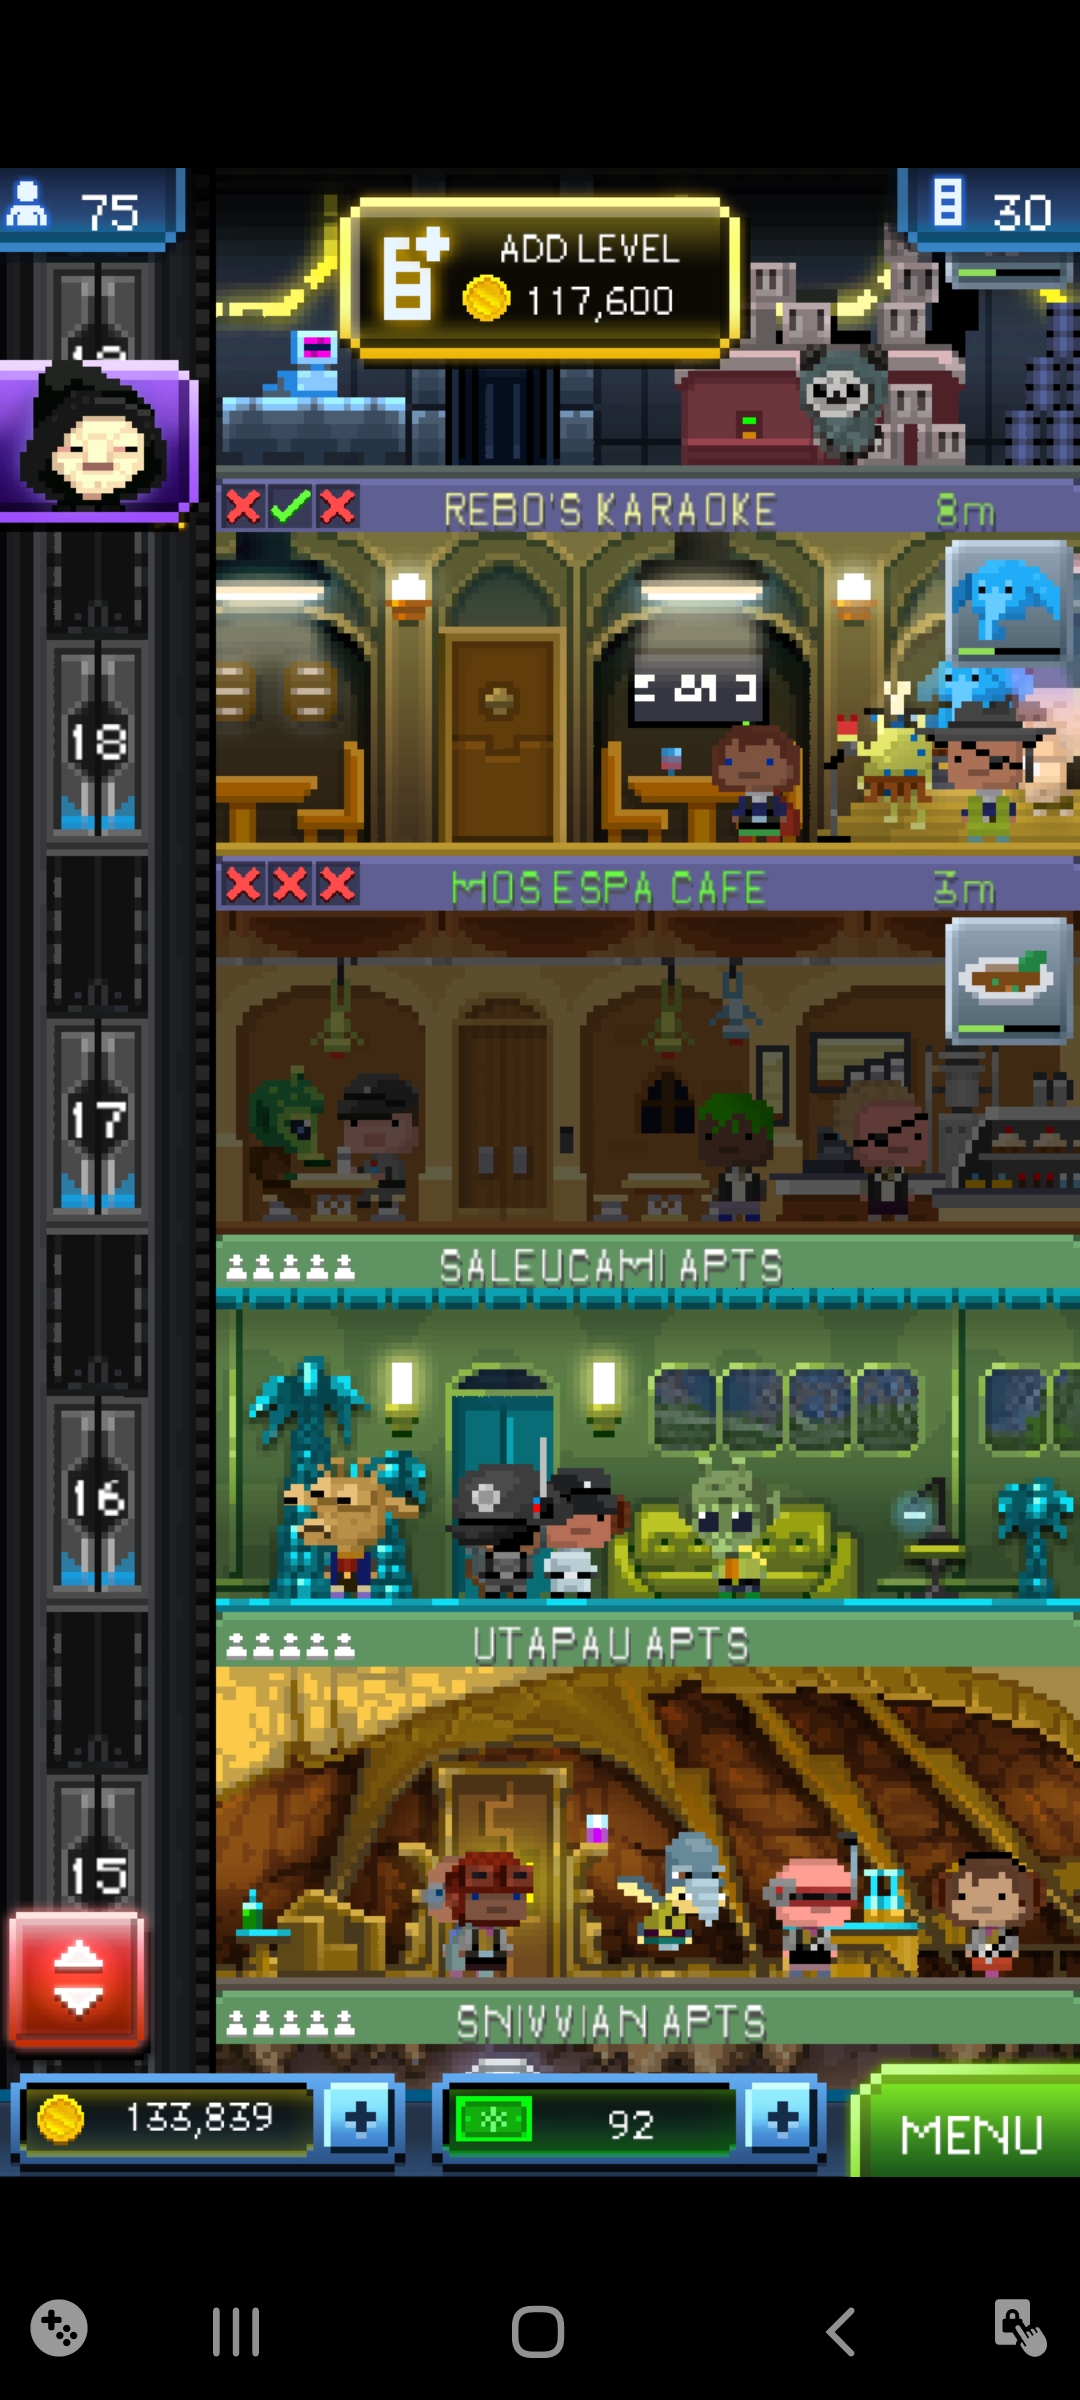 75
ADD LEVEL
117,600
30
REBO'S KARAOKE
8m
18
MOS ESPA CAFE
3m
17
SALEUCAMI APTS
16
UTAPAU APTS
15
SNIVVIAN APTS
133,839
92
MENU